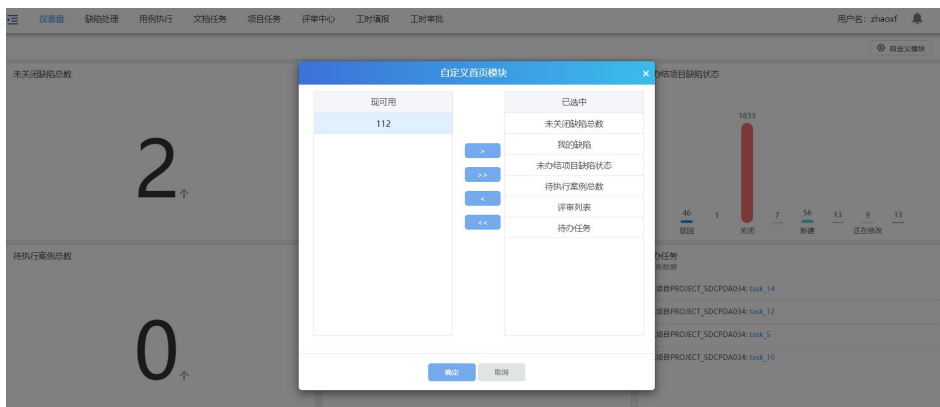 仪表盘 缺陷处理 用例执行 文档任务 项目任务 评审中心 工时填报 工时审批 用户名: zhaoxf
自定义模块
未关闭缺陷总数
自定义首页模块 ×
办结项目缺陷状态
现可用
已选中
112
未关闭缺陷总数
我的缺陷
未办结项目缺陷状态
待执行案例总数
评审列表
待办任务
>
>>
<
<<
2个
1833
46 1 7 56 13 9 13
驳回 关闭 新建 正在修改
待执行案例总数
办任务
条数据
项目PROJECT_SDCPDA034: task_14
项目PROJECT_SDCPDA034: task_12
项目PROJECT_SDCPDA034: task_5
项目PROJECT_SDCPDA034: task_10
0个
确定 取消